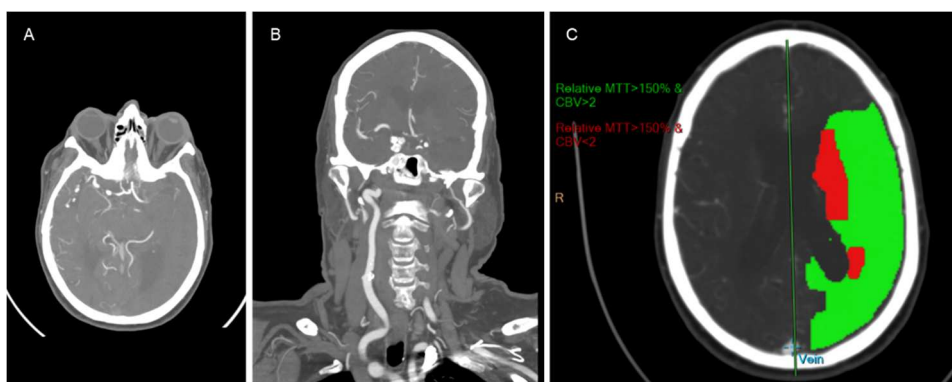 A
B
C
Relative MTT>150% &
CBV>2
Relative MTT>150% &
CBV<2
R
Vein